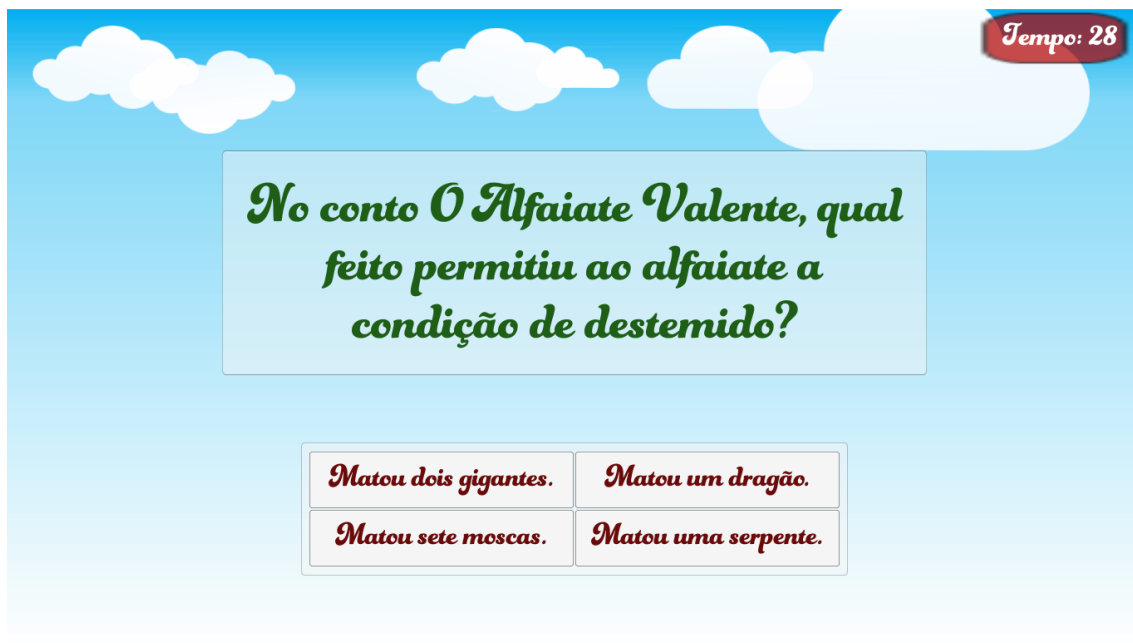 Tempo: 28
No conto O Alfaiate Valente, qual
feito permitiu ao alfaiate a
condição de destemido?
Matou dois gigantes.
Matou um dragão.
Matou sete moscas.
Matou uma serpente.